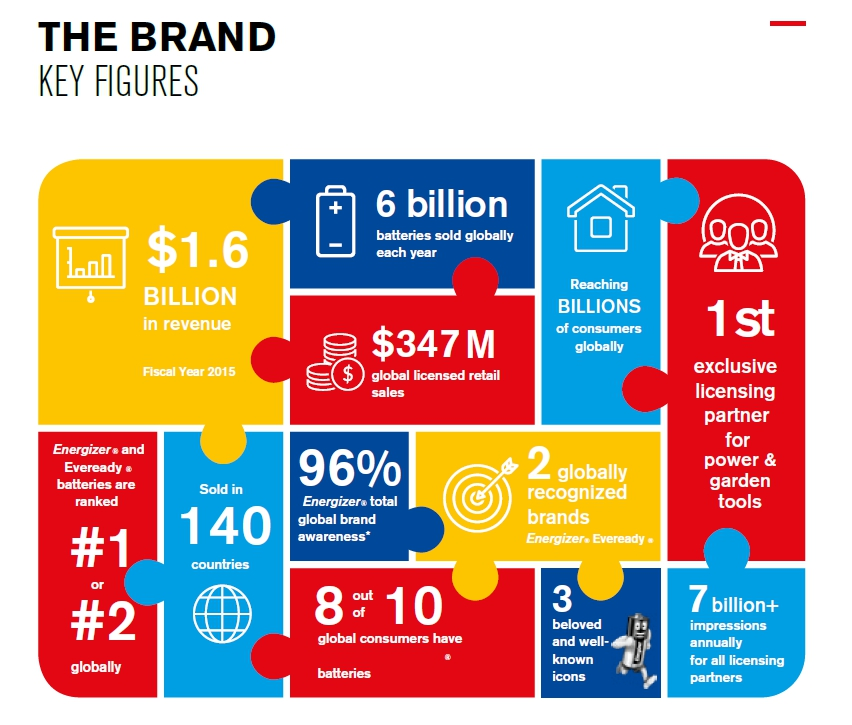 THE BRAND
KEY FIGURES
$1.6
BILLION
in revenue
Fiscal Year 2015
6 billion
batteries sold globally
each year
$347 M
global licensed retail
sales
Reaching
BILLIONS
of consumers
globally
1st
exclusive
licensing
partner
for
power &
garden
tools
Energizer® and
Eveready ®
batteries are
ranked
#1
or
#2
globally
Sold in
140
countries
96%
Energizer® total
global brand
awareness*
2 globally
recognized
brands
Energizer® Eveready ®
8 out of 10
global consumers have
®
batteries
3
beloved
and well-
known
icons
7 billion+
impressions
annually
for all licensing
partners